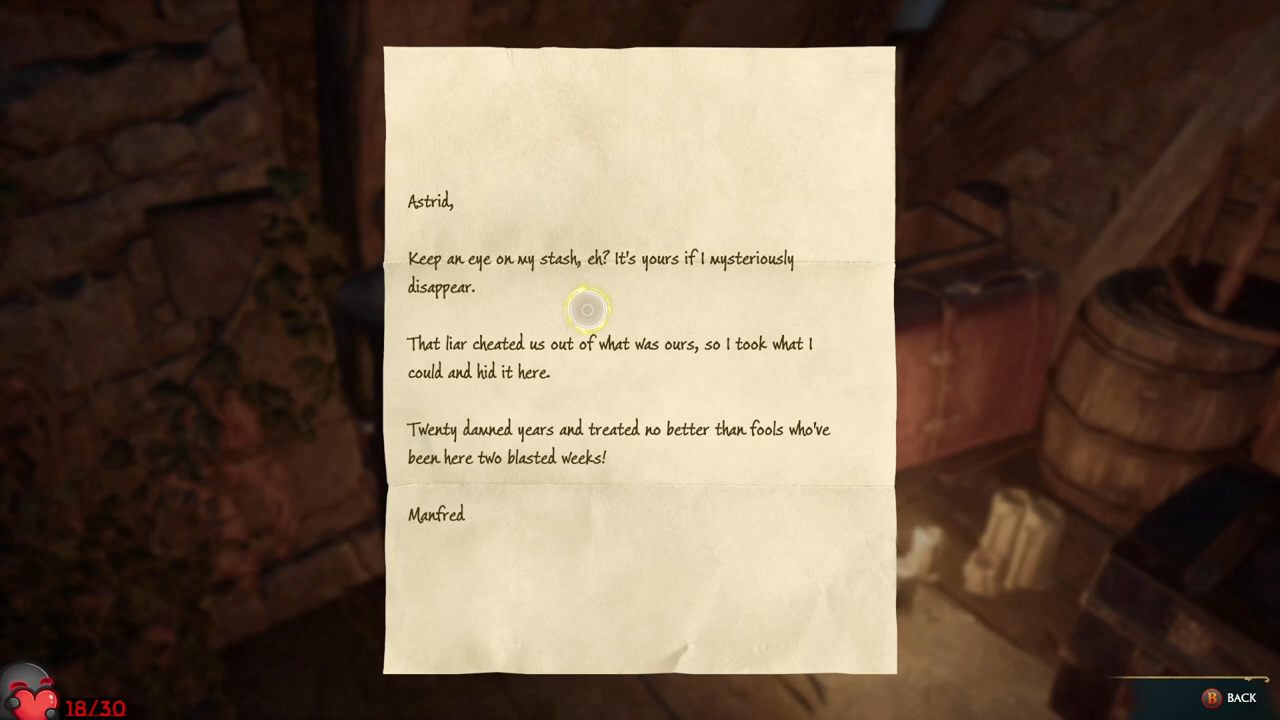 Astrid,
Keep an eye on my stash, eh? It's yours if I mysteriously
disappear.
That liar cheated us out of what was ours, so I took what I
could and hid it here.
Twenty damned years and treated no better than fools who've
been here two blasted weeks!
Manfred
18/30
B BACK